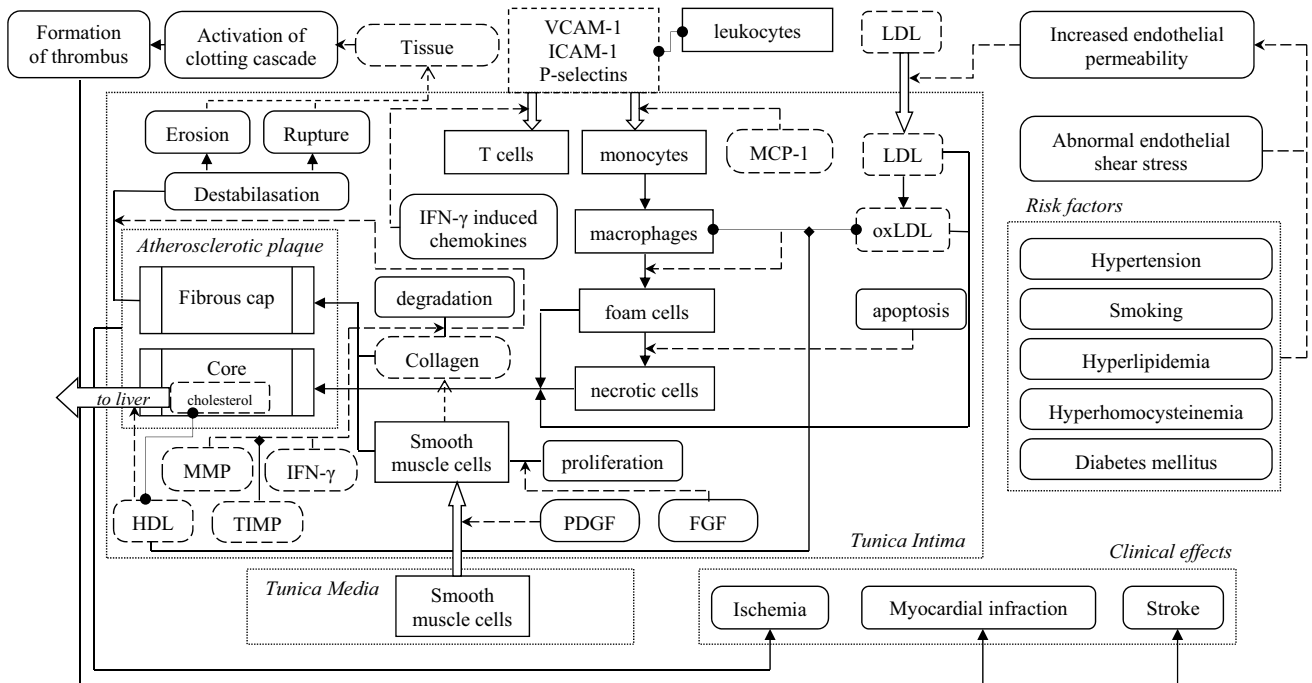 Formation
of thrombus
Activation of
clotting cascade
Tissue
VCAM-1
ICAM-1
P-selectins
leukocytes
LDL
Increased endothelial
permeability
Erosion
Rupture
T cells
monocytes
MCP-1
LDL
Abnormal endothelial
shear stress
Destabilasation
IFN-γ induced
chemokines
macrophages
oxLDL
Risk factors
Atherosclerotic plaque
Hypertension
Fibrous cap
degradation
foam cells
apoptosis
Smoking
Collagen
Hyperlipidemia
Core
to liver
cholesterol
necrotic cells
Hyperhomocysteinemia
MMP
IFN-γ
Smooth
muscle cells
proliferation
Diabetes mellitus
HDL
TIMP
PDGF
FGF
Tunica Intima
Clinical effects
Tunica Media
Smooth
muscle cells
Ischemia
Myocardial infraction
Stroke